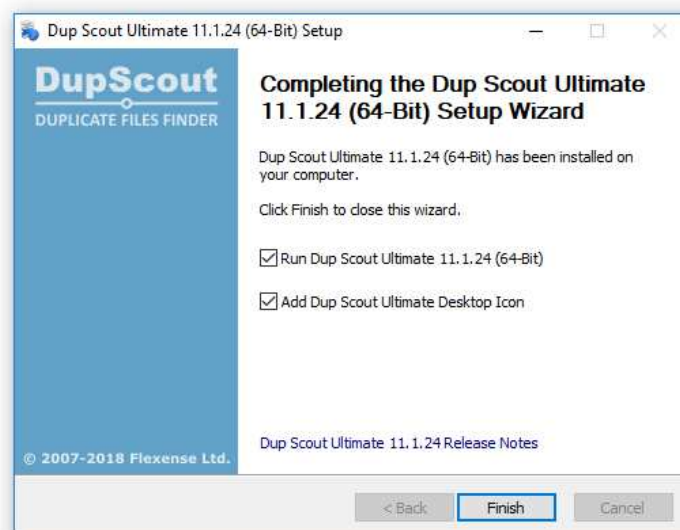 Dup Scout Ultimate 11.1.24 (64-Bit) Setup
DupScout
DUPLICATE FILES FINDER
Completing the Dup Scout Ultimate
11.1.24 (64-Bit) Setup Wizard
Dup Scout Ultimate 11.1.24 (64-Bit) has been installed on
your computer.
Click Finish to close this wizard.
Run Dup Scout Ultimate 11.1.24 (64-Bit)
Add Dup Scout Ultimate Desktop Icon
Dup Scout Ultimate 11.1.24 Release Notes
© 2007-2018 Flexense Ltd.
< Back
Finish
Cancel